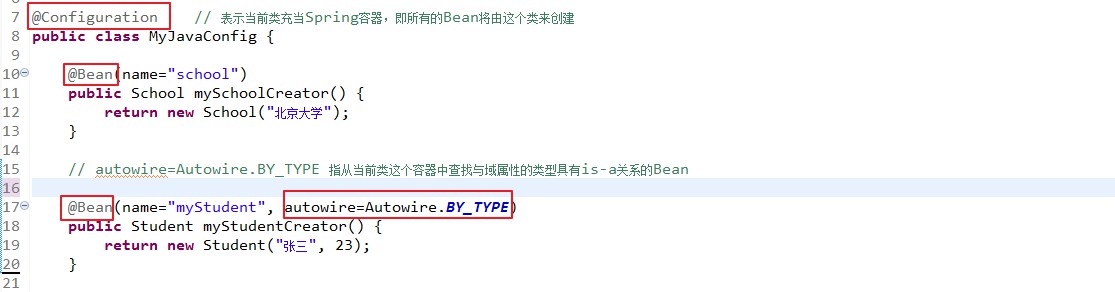 7 @Configuration // 表示当前类充当Spring容器，即所有的Bean将由这个类来创建
8 public class MyJavaConfig {
9
10 @Bean(name="school")
11 public School mySchoolCreator() {
12 return new School("北京大学");
13 }
14
15 // autowire=Autowire.BY_TYPE 指从当前类这个容器中查找与域属性的类型具有is-a关系的Bean
16
17 @Bean(name="myStudent", autowire=Autowire.BY_TYPE)
18 public Student myStudentCreator() {
19 return new Student("张三", 23);
20 }
21